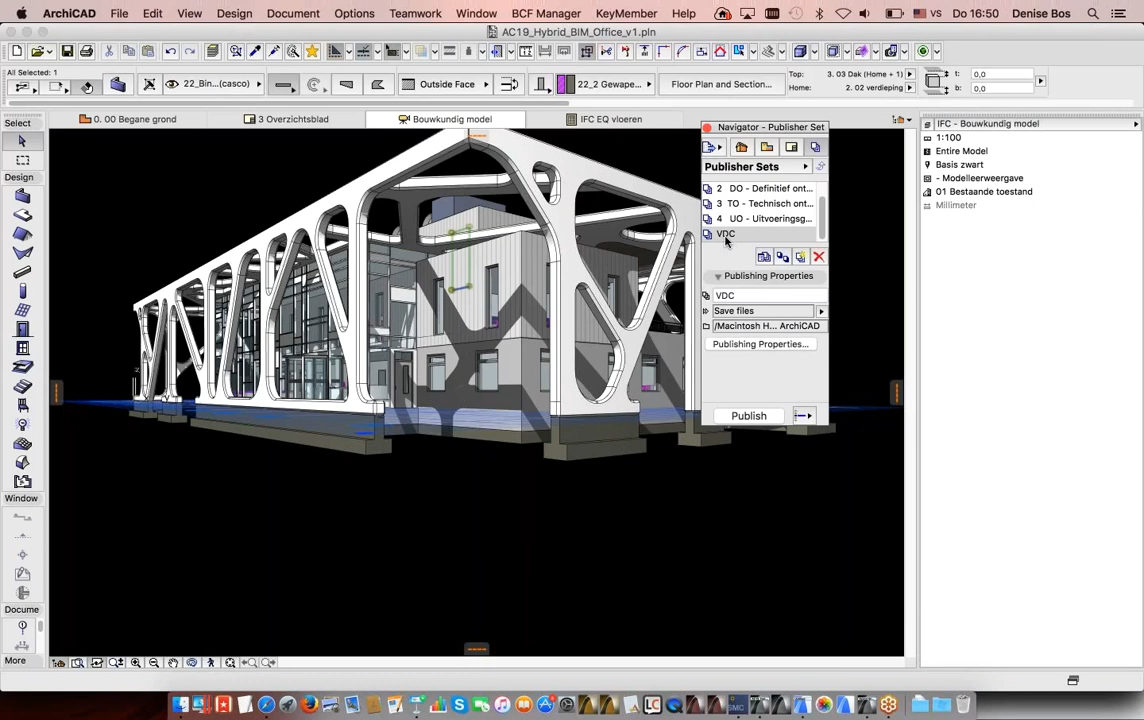 ArchiCAD File Edit View Design Document Options Teamwork Window BCF Manager KeyMember Help VS Do 16:50 Denise Bos
AC19_Hybrid_BIM_Office_v1.pln
All Selected: 1
22_Bin...(casco)
Outside Face
22_2 Gewape...
Floor Plan and Section...
Top: 3. 03 Dak (Home + 1)
Home: 2. 02 verdieping
t: 0,0
b: 0,0
Select
0. 00 Begane grond
3 Overzichtsblad
Bouwkundig model
IFC EQ vloeren
Navigator - Publisher Set
Publisher Sets
2 DO - Definitief ont...
3 TO - Technisch ont...
4 UO - Uitvoeringsg...
VDC
Publishing Properties
VDC
Save files
/Macintosh H... ArchiCAD
Publishing Properties...
Publish
IFC - Bouwkundig model
1:100
Entire Model
Basis zwart
- Modelleerweergave
01 Bestaande toestand
Millimeter
Design
Window
Docume
More